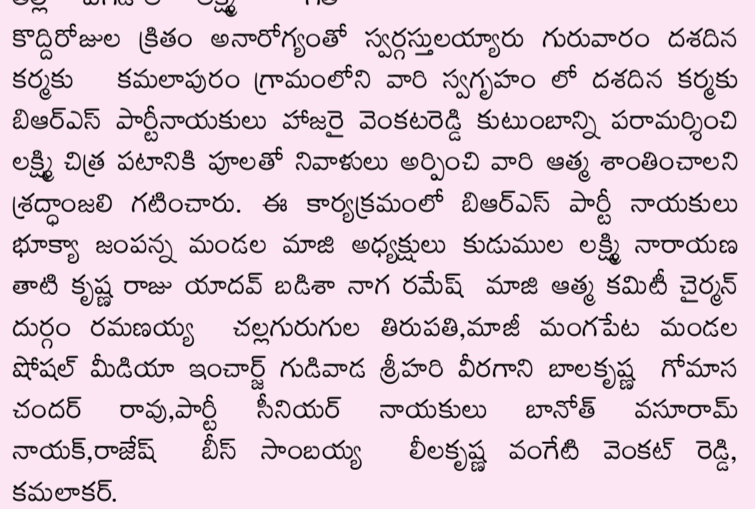 కొద్దిరోజుల క్రితం అనారోగ్యంతో స్వర్గస్తులయ్యారు గురువారం దశదిన
కర్మకు కమలాపురం గ్రామంలోని వారి స్వగృహం లో దశదిన కర్మకు
బిఆర్ఎస్ పార్టీనాయకులు హాజరై వెంకటరెడ్డి కుటుంబాన్ని పరామర్శించి
లక్ష్మి చిత్ర పటానికి పూలతో నివాళులు అర్పించి వారి ఆత్మ శాంతించాలని
శ్రద్ధాంజలి గటించారు. ఈ కార్యక్రమంలో బిఆర్ఎస్ పార్టీ నాయకులు
భూక్యా జంపన్న మండల మాజి అధ్యక్షులు కుడుముల లక్ష్మి నారాయణ
తాటి కృష్ణ రాజు యాదవ్ బడిశా నాగ రమేష్ మాజి ఆత్మ కమిటీ చైర్మన్
దుర్గం రమణయ్య చల్లగురుగుల తిరుపతి,మాజీ మంగపేట మండల
షోషల్ మీడియా ఇంచార్జ్ గుడివాడ శ్రీహరి వీరగాని బాలకృష్ణ గోమాస
చందర్ రావు,పార్టీ సీనియర్ నాయకులు బానోత్ వసూరామ్
నాయక్,రాజేష్ బీస్ సాంబయ్య లీలకృష్ణ వంగేటి వెంకట్ రెడ్డి,
కమలాకర్.